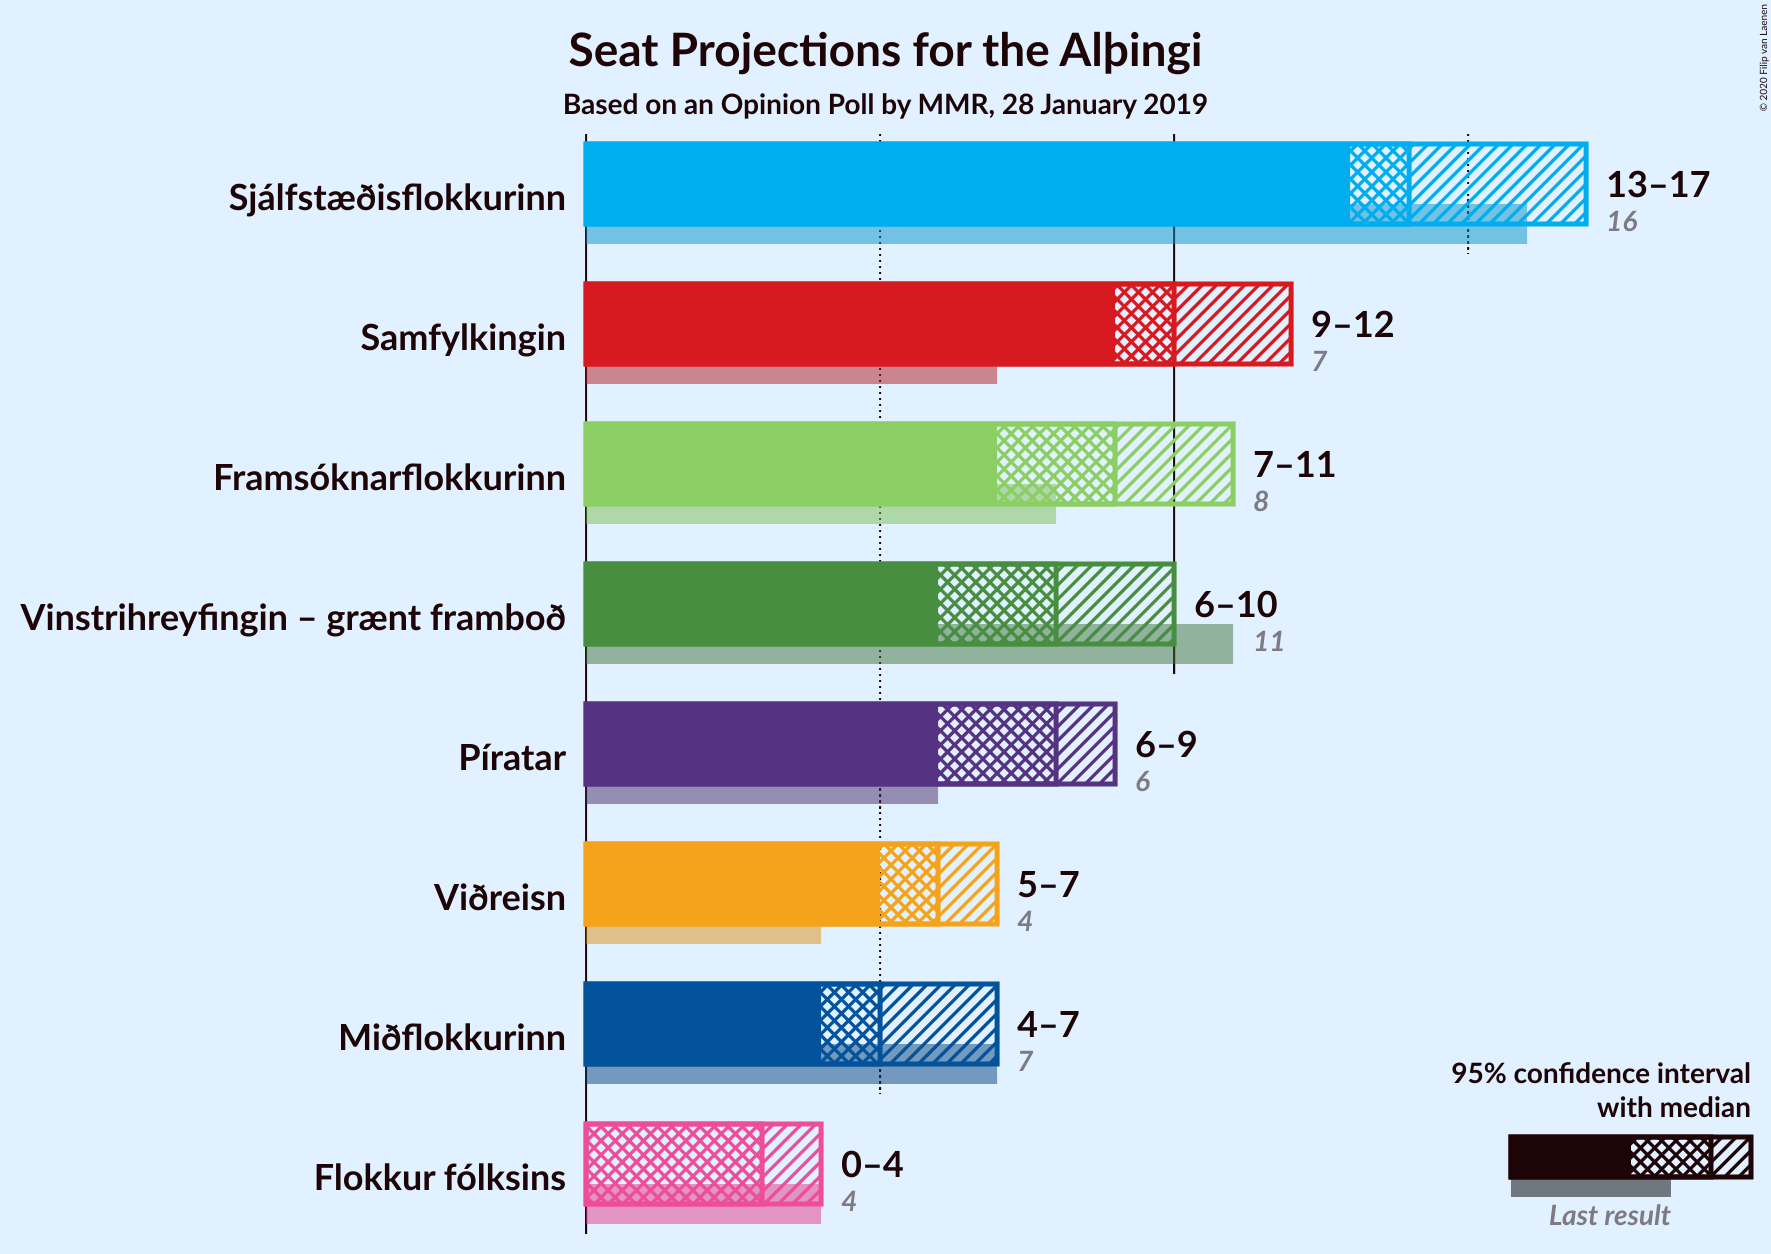 Seat Projections for the Alþingi
Based on an Opinion Poll by MMR, 28 January 2019
© 2020 Filip van Laenen
Sjálfstæðisflokkurinn
13–17
16
Samfylkingin
9–12
7
Framsóknarflokkurinn
7–11
8
Vinstrihreyfingin – grænt framboð
6–10
11
Píratar
6–9
6
Viðreisn
5–7
4
Miðflokkurinn
4–7
7
Flokkur fólksins
0–4
4
95% confidence interval
with median
Last result